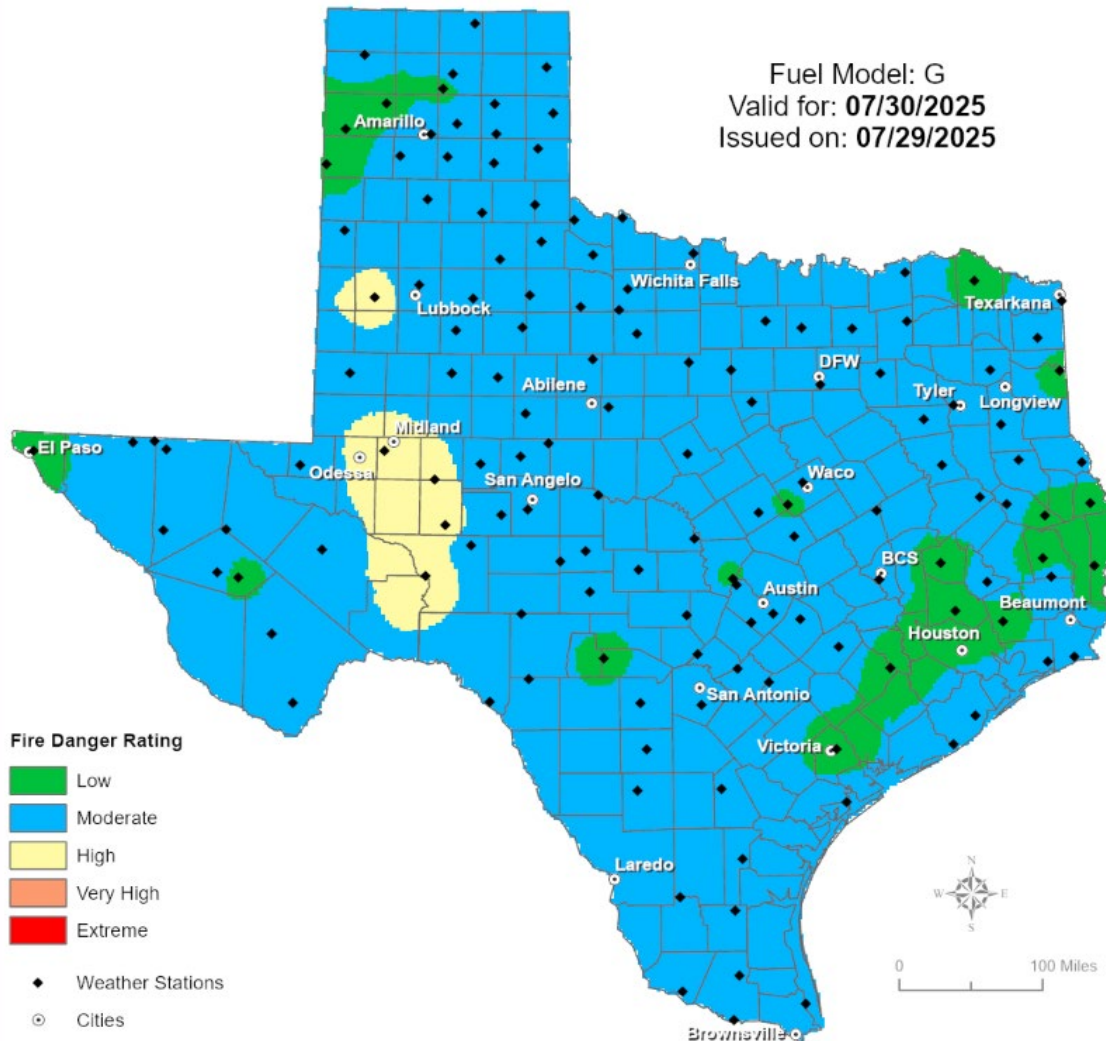 Fuel Model: G
Valid for: 07/30/2025
Issued on: 07/29/2025
Amarillo
Lubbock
Wichita Falls
Texarkana
DFW
Abilene
Tyler
Longview
Midland
El Paso
Odessa
San Angelo
Waco
BCS
Austin
Beaumont
Houston
San Antonio
Victoria
Laredo
Brownsville
Fire Danger Rating
Low
Moderate
High
Very High
Extreme
Weather Stations
Cities
N
W E
S
0 100 Miles